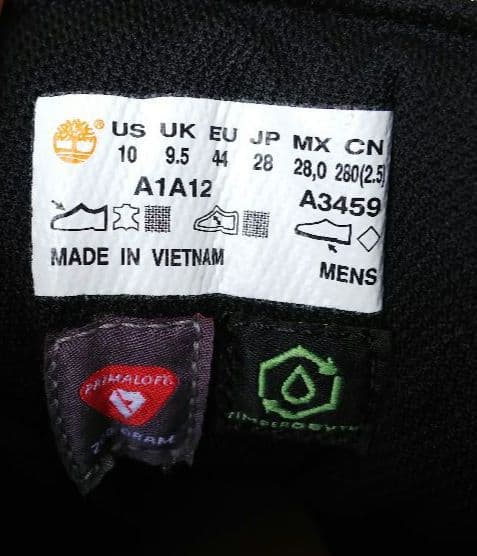 ® US UK EU JP MX CN
10 9.5 44 28 28,0 280(2.5)
A1A12 A3459
MADE IN VIETNAM MENS
PRIMALOFT
GRAM